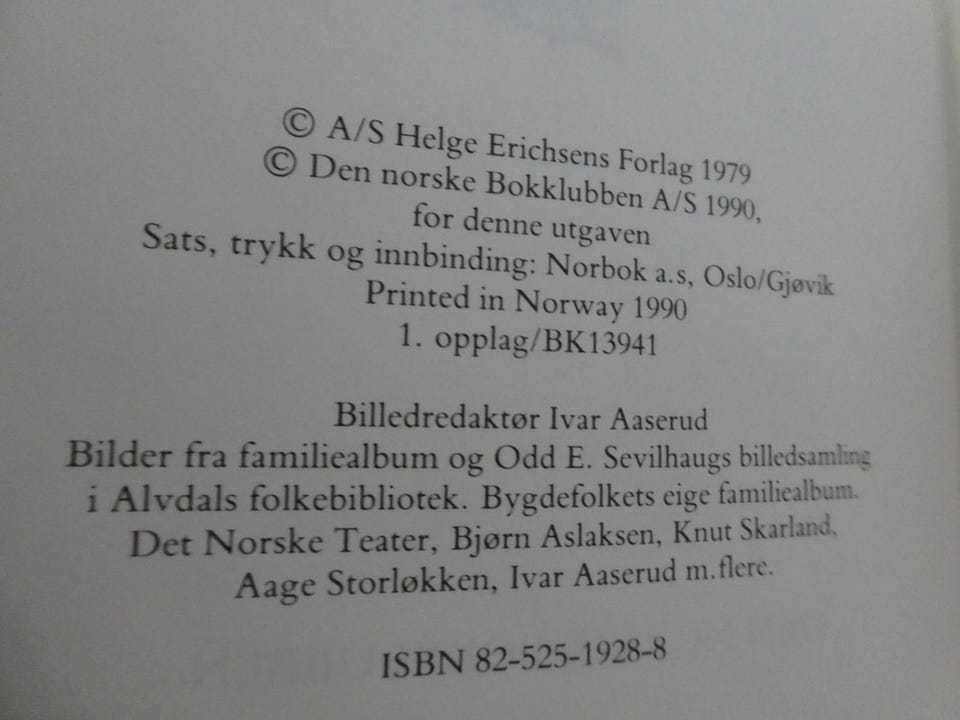 © A/S Helge Erichsens Forlag 1979
© Den norske Bokklubben A/S 1990,
for denne utgaven
Sats, trykk og innbinding: Norbok a.s, Oslo/Gjøvik
Printed in Norway 1990
1. opplag/BK13941
Billedredaktør Ivar Aaserud
Bilder fra familiealbum og Odd E. Sevilhaugs billedsamling
i Alvdals folkebibliotek. Bygdefolkets eige familiealbum.
Det Norske Teater, Bjørn Aslaksen, Knut Skarland,
Aage Storløkken, Ivar Aaserud m.flere.
ISBN 82-525-1928-8